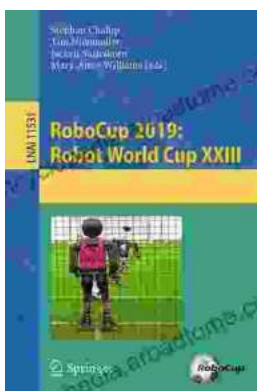 Stephan Chalup
Tim Niemueller
Jackrit Suthakorn
Mary-Anne Williams (Eds.)
LNAI 11531
RoboCup 2019:
Robot World Cup XXIII
Springer
RoboCup